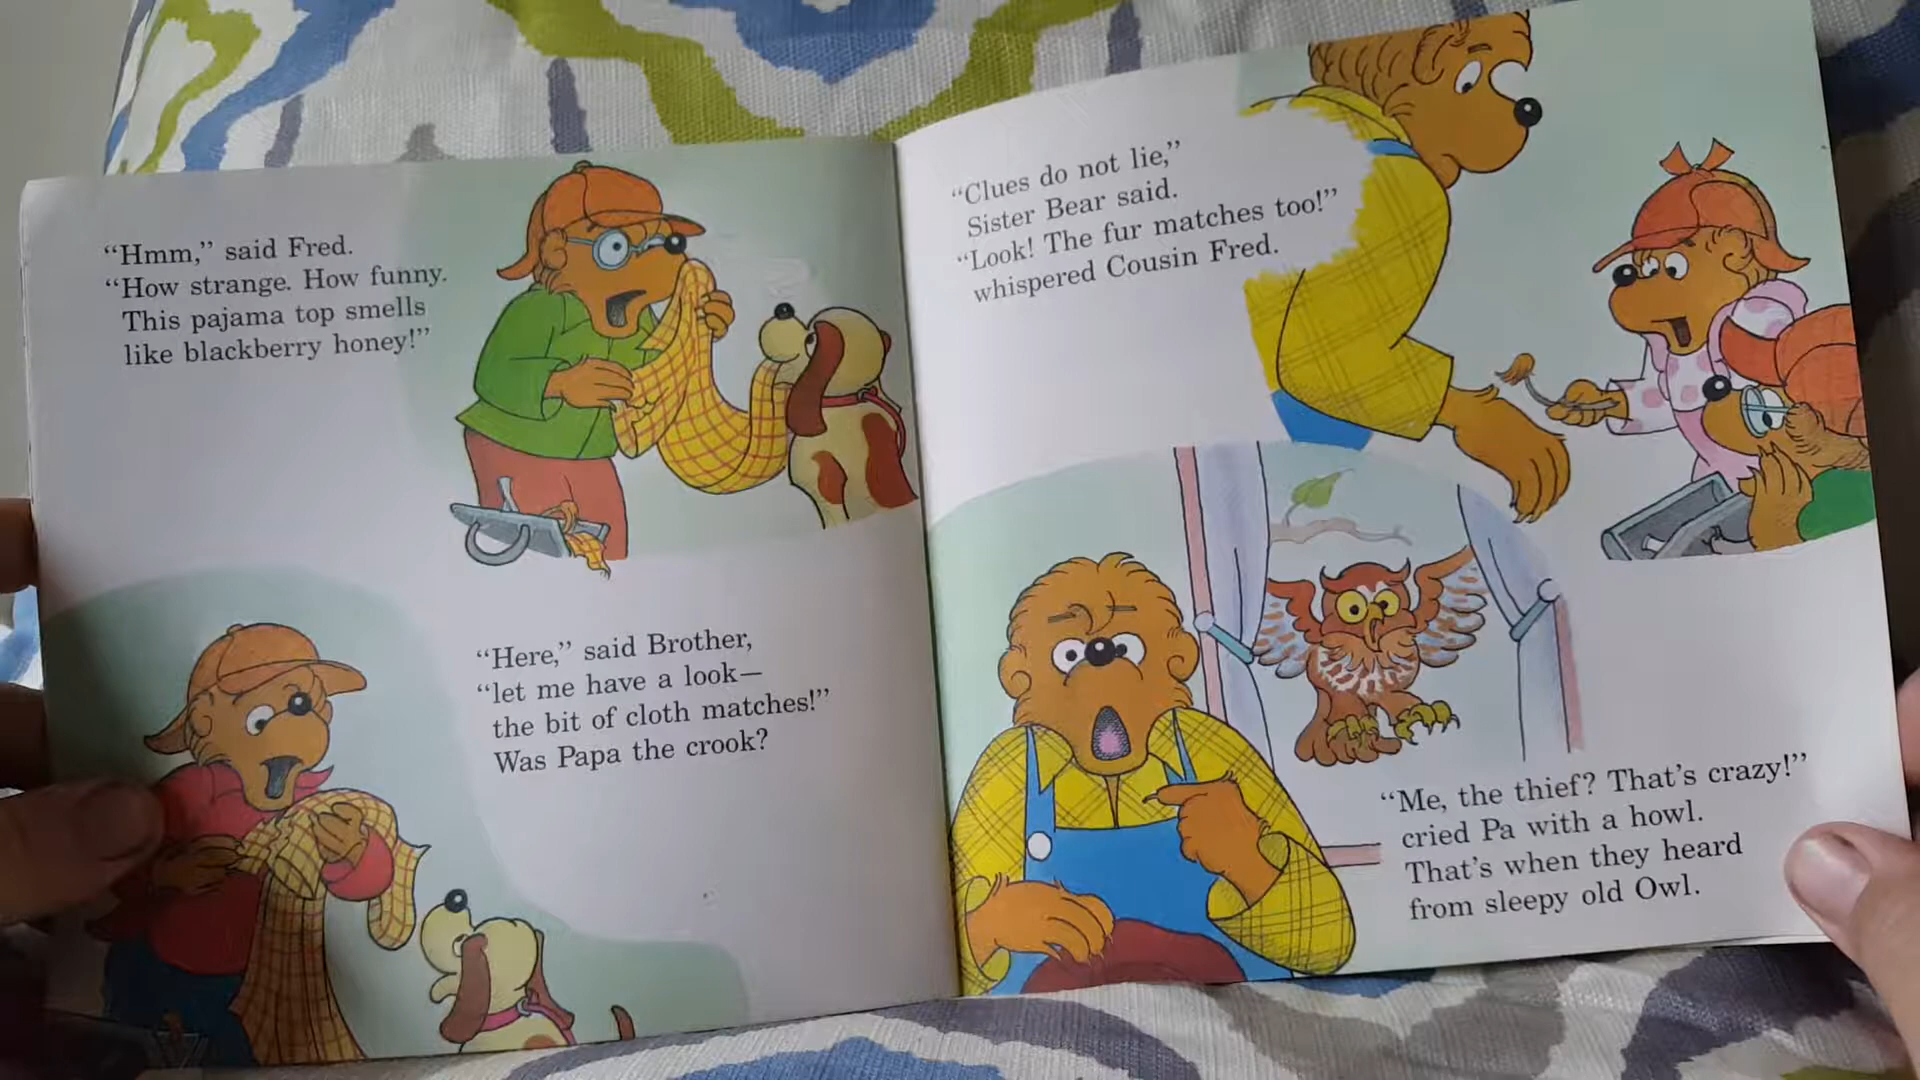 “Hmm,” said Fred.
“How strange. How funny.
This pajama top smells
like blackberry honey!”
“Here,” said Brother,
“let me have a look—
the bit of cloth matches!”
Was Papa the crook?
“Clues do not lie,”
Sister Bear said.
“Look! The fur matches too!”
whispered Cousin Fred.
“Me, the thief? That’s crazy!”
cried Pa with a howl.
That’s when they heard
from sleepy old Owl.